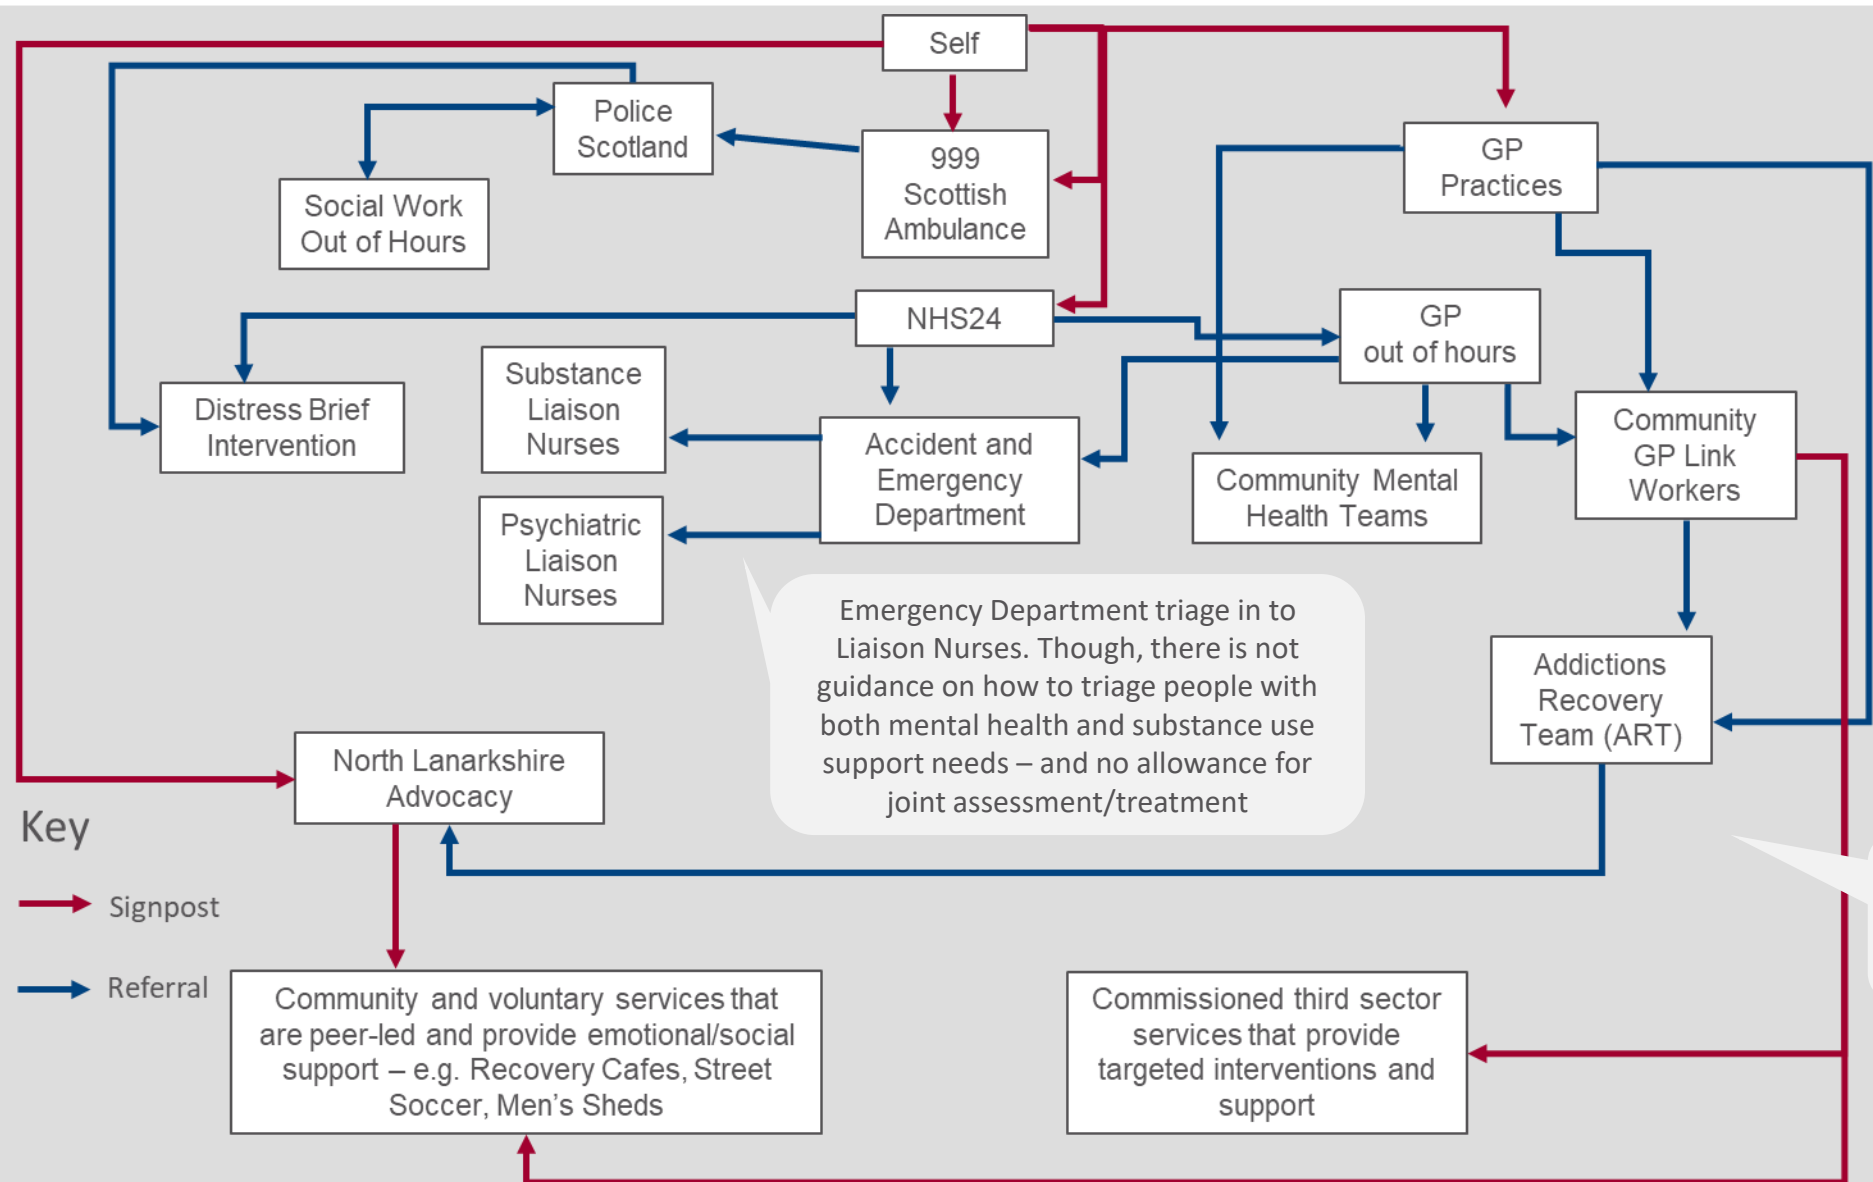 Self
Police
Scotland
999
Scottish
Ambulance
GP
Practices
Social Work
Out of Hours
NHS24
GP
out of hours
Substance
Liaison
Nurses
Distress Brief
Intervention
Accident and
Emergency
Department
Community
GP Link
Workers
Community Mental
Health Teams
Psychiatric
Liaison
Nurses
Emergency Department triage in to
Liaison Nurses. Though, there is not
guidance on how to triage people with
both mental health and substance use
support needs – and no allowance for
joint assessment/treatment
Addictions
Recovery
Team (ART)
North Lanarkshire
Advocacy
Key
Signpost
Referral
Community and voluntary services that
are peer-led and provide emotional/social
support – e.g. Recovery Cafes, Street
Soccer, Men’s Sheds
Commissioned third sector
services that provide
targeted interventions and
support